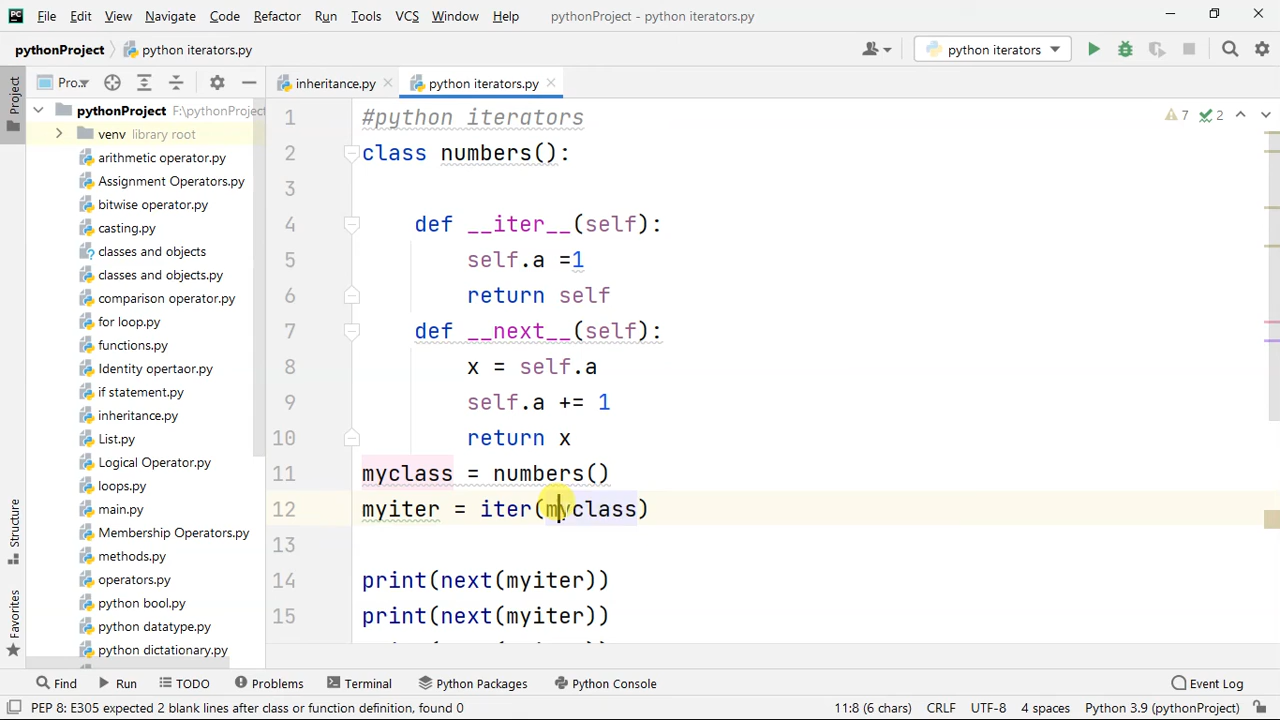 File Edit View Navigate Code Refactor Run Tools VCS Window Help pythonProject - python iterators.py
pythonProject python iterators.py python iterators
Project Pro... inheritance.py python iterators.py
pythonProject F:\pythonProject
venv library root
arithmetic operator.py
Assignment Operators.py
bitwise operator.py
casting.py
classes and objects
classes and objects.py
comparison operator.py
for loop.py
functions.py
Identity opertaor.py
if statement.py
inheritance.py
List.py
Logical Operator.py
loops.py
main.py
Membership Operators.py
methods.py
operators.py
python bool.py
python datatype.py
python dictionary.py
Structure
Favorites
7 2
1 #python iterators
2 class numbers():
3
4 def __iter__(self):
5 self.a =1
6 return self
7 def __next__(self):
8 x = self.a
9 self.a += 1
10 return x
11 myclass = numbers()
12 myiter = iter(myclass)
13
14 print(next(myiter))
15 print(next(myiter))
Find Run TODO Problems Terminal Python Packages Python Console Event Log
PEP 8: E305 expected 2 blank lines after class or function definition, found 0 11:8 (6 chars) CRLF UTF-8 4 spaces Python 3.9 (pythonProject)